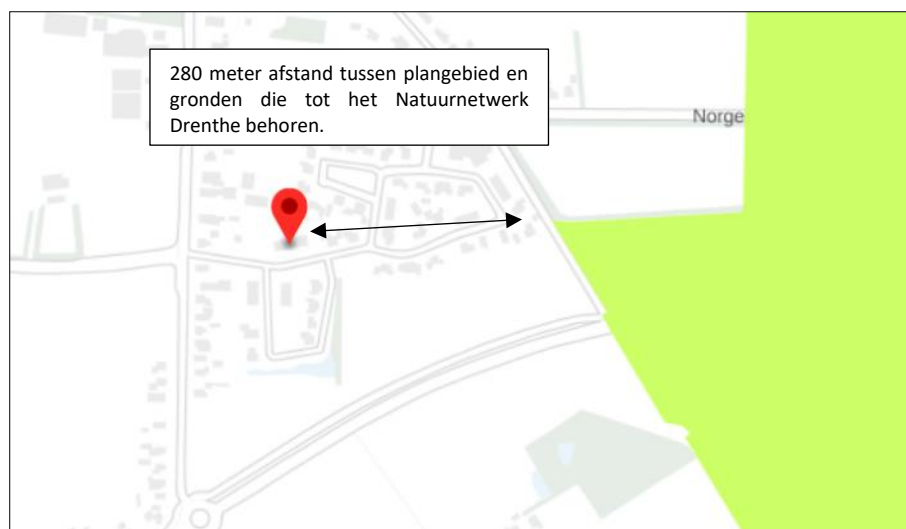 280 meter afstand tussen plangebied en
gronden die tot het Natuurnetwerk
Drenthe behoren.
Norge